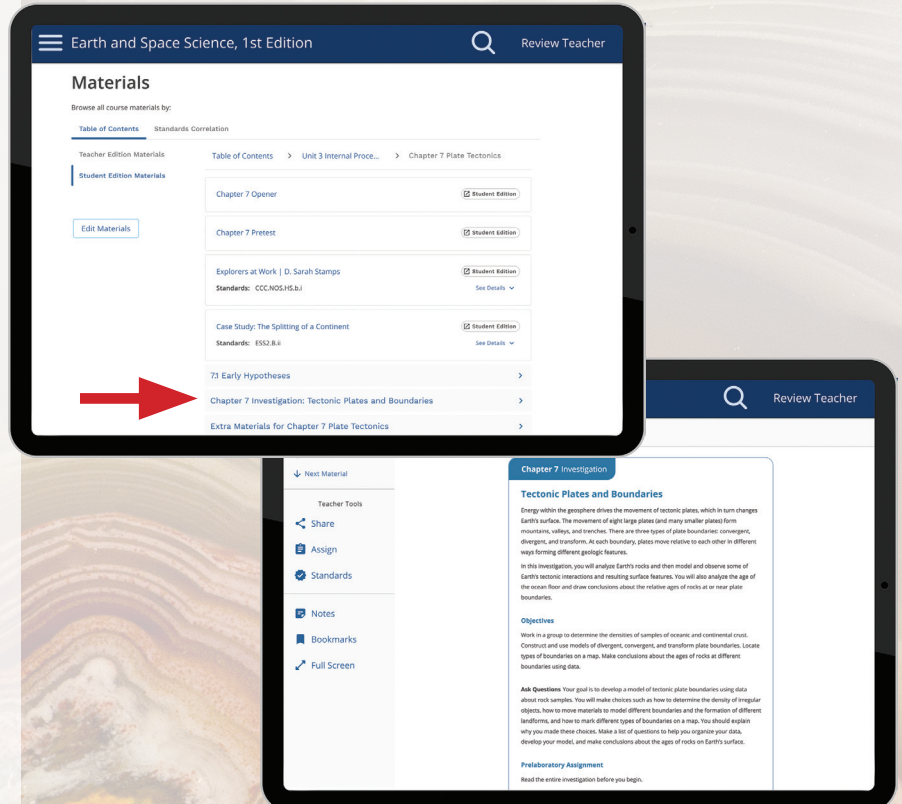 Earth and Space Science, 1st Edition
Review Teacher
Materials
Browse all course materials by:
Table of Contents Standards Correlation
Teacher Edition Materials
Student Edition Materials
Edit Materials
Table of Contents > Unit 3 Internal Proce... > Chapter 7 Plate Tectonics
Chapter 7 Opener
Student Edition
Chapter 7 Pretest
Student Edition
Explorers at Work | D. Sarah Stamps
Student Edition
Standards: CCC.NOS.HS.b.i
See Details
Case Study: The Splitting of a Continent
Student Edition
Standards: ESS2.B.ii
See Details
7.1 Early Hypotheses
Chapter 7 Investigation: Tectonic Plates and Boundaries
Extra Materials for Chapter 7 Plate Tectonics
Review Teacher
Next Material
Teacher Tools
Share
Assign
Standards
Notes
Bookmarks
Full Screen
Chapter 7 Investigation
Tectonic Plates and Boundaries
Energy within the geosphere drives the movement of tectonic plates, which in turn changes
Earth's surface. The movement of eight large plates (and many smaller plates) form
mountains, valleys, and trenches. There are three types of plate boundaries: convergent,
divergent, and transform. At each boundary, plates move relative to each other in different
ways forming different geologic features.
In this investigation, you will analyze Earth's rocks and then model and observe some of
Earth's tectonic interactions and resulting surface features. You will also analyze the age of
the ocean floor and draw conclusions about the relative ages of rocks at or near plate
boundaries.
Objectives
Work in a group to determine the densities of samples of oceanic and continental crust.
Construct and use models of divergent, convergent, and transform plate boundaries. Locate
types of boundaries on a map. Make conclusions about the ages of rocks at different
boundaries using data.
Ask Questions Your goal is to develop a model of tectonic plate boundaries using data
about rock samples. You will make choices such as how to determine the density of irregular
objects, how to move materials to model different boundaries and the formation of different
landforms, and how to mark different types of boundaries on a map. You should explain
why you made these choices. Make a list of questions to help you organize your data,
develop your model, and make conclusions about the ages of rocks on Earth's surface.
Prelaboratory Assignment
Read the entire investigation before you begin.